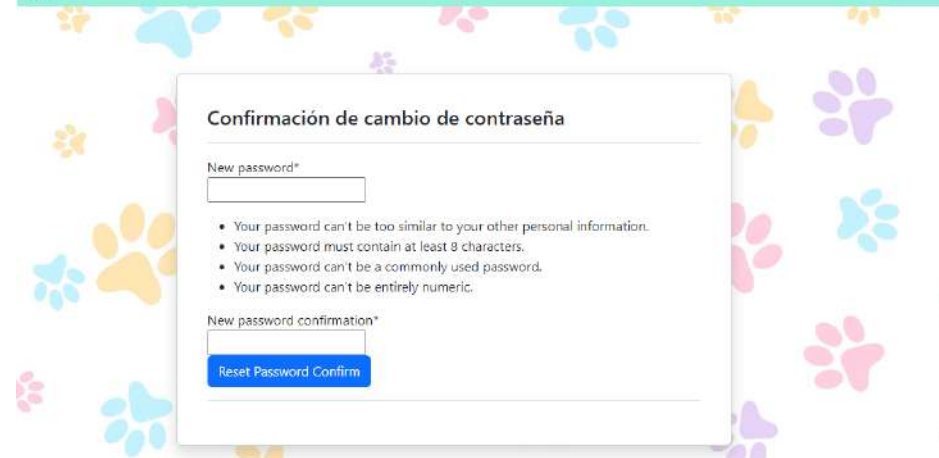 Confirmación de cambio de contraseña
New password*
Your password can't be too similar to your other personal information.
Your password must contain at least 8 characters.
Your password can't be a commonly used password.
Your password can't be entirely numeric.
New password confirmation*
Reset Password Confirm